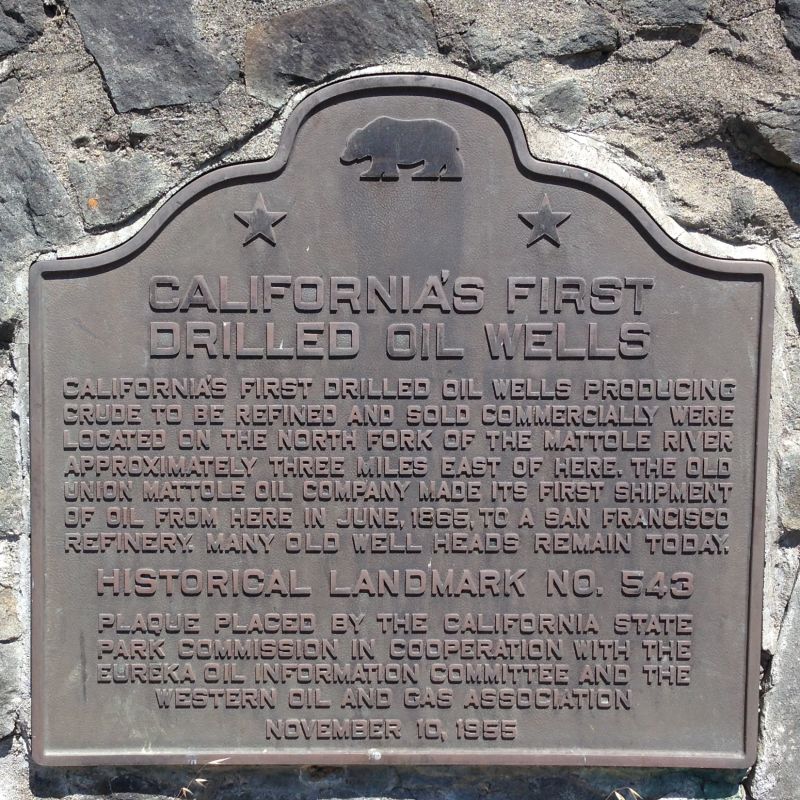 CALIFORNIA'S FIRST
DRILLED OIL WELLS
CALIFORNIA'S FIRST DRILLED OIL WELLS PRODUCING
CRUDE TO BE REFINED AND SOLD COMMERCIALLY WERE
LOCATED ON THE NORTH FORK OF THE MATTOLE RIVER
APPROXIMATELY THREE MILES EAST OF HERE. THE OLD
UNION MATTOLE OIL COMPANY MADE ITS FIRST SHIPMENT
OF OIL FROM HERE IN JUNE, 1865, TO A SAN FRANCISCO
REFINERY. MANY OLD WELL HEADS REMAIN TODAY.
HISTORICAL LANDMARK NO. 543
PLAQUE PLACED BY THE CALIFORNIA STATE
PARK COMMISSION IN COOPERATION WITH THE
EUREKA OIL INFORMATION COMMITTEE AND THE
WESTERN OIL AND GAS ASSOCIATION
NOVEMBER 10, 1955